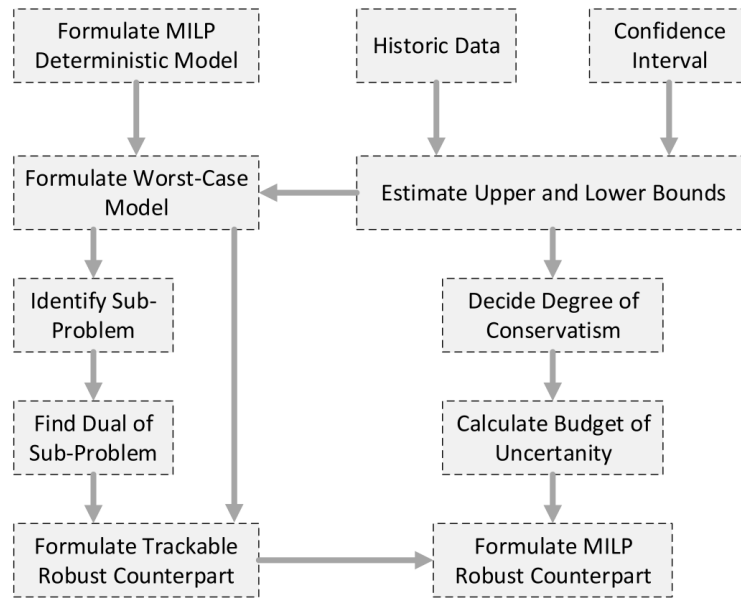 Formulate MILP
Deterministic Model
Historic Data
Confidence
Interval
Formulate Worst-Case
Model
Estimate Upper and Lower Bounds
Identify Sub-
Problem
Decide Degree of
Conservatism
Find Dual of
Sub-Problem
Calculate Budget of
Uncertanity
Formulate Trackable
Robust Counterpart
Formulate MILP
Robust Counterpart